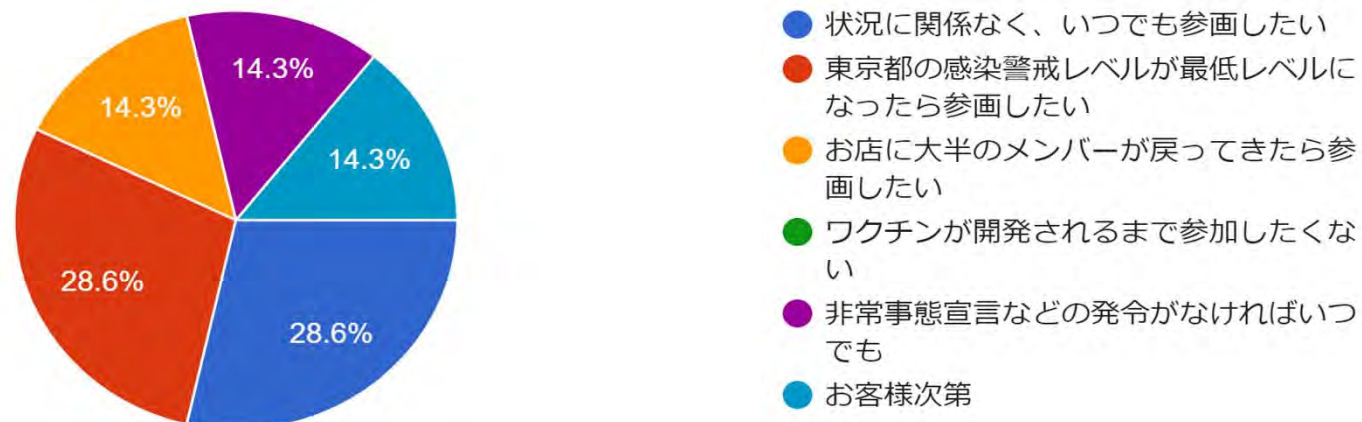 14.3%
14.3%
14.3%
28.6%
28.6%
状況に関係なく、いつでも参画したい
東京都の感染警戒レベルが最低レベルに
なったら参画したい
お店に大半のメンバーが戻ってきたら参
画したい
ワクチンが開発されるまで参加したくな
い
非常事態宣言などの発令がなければいつ
でも
お客様次第